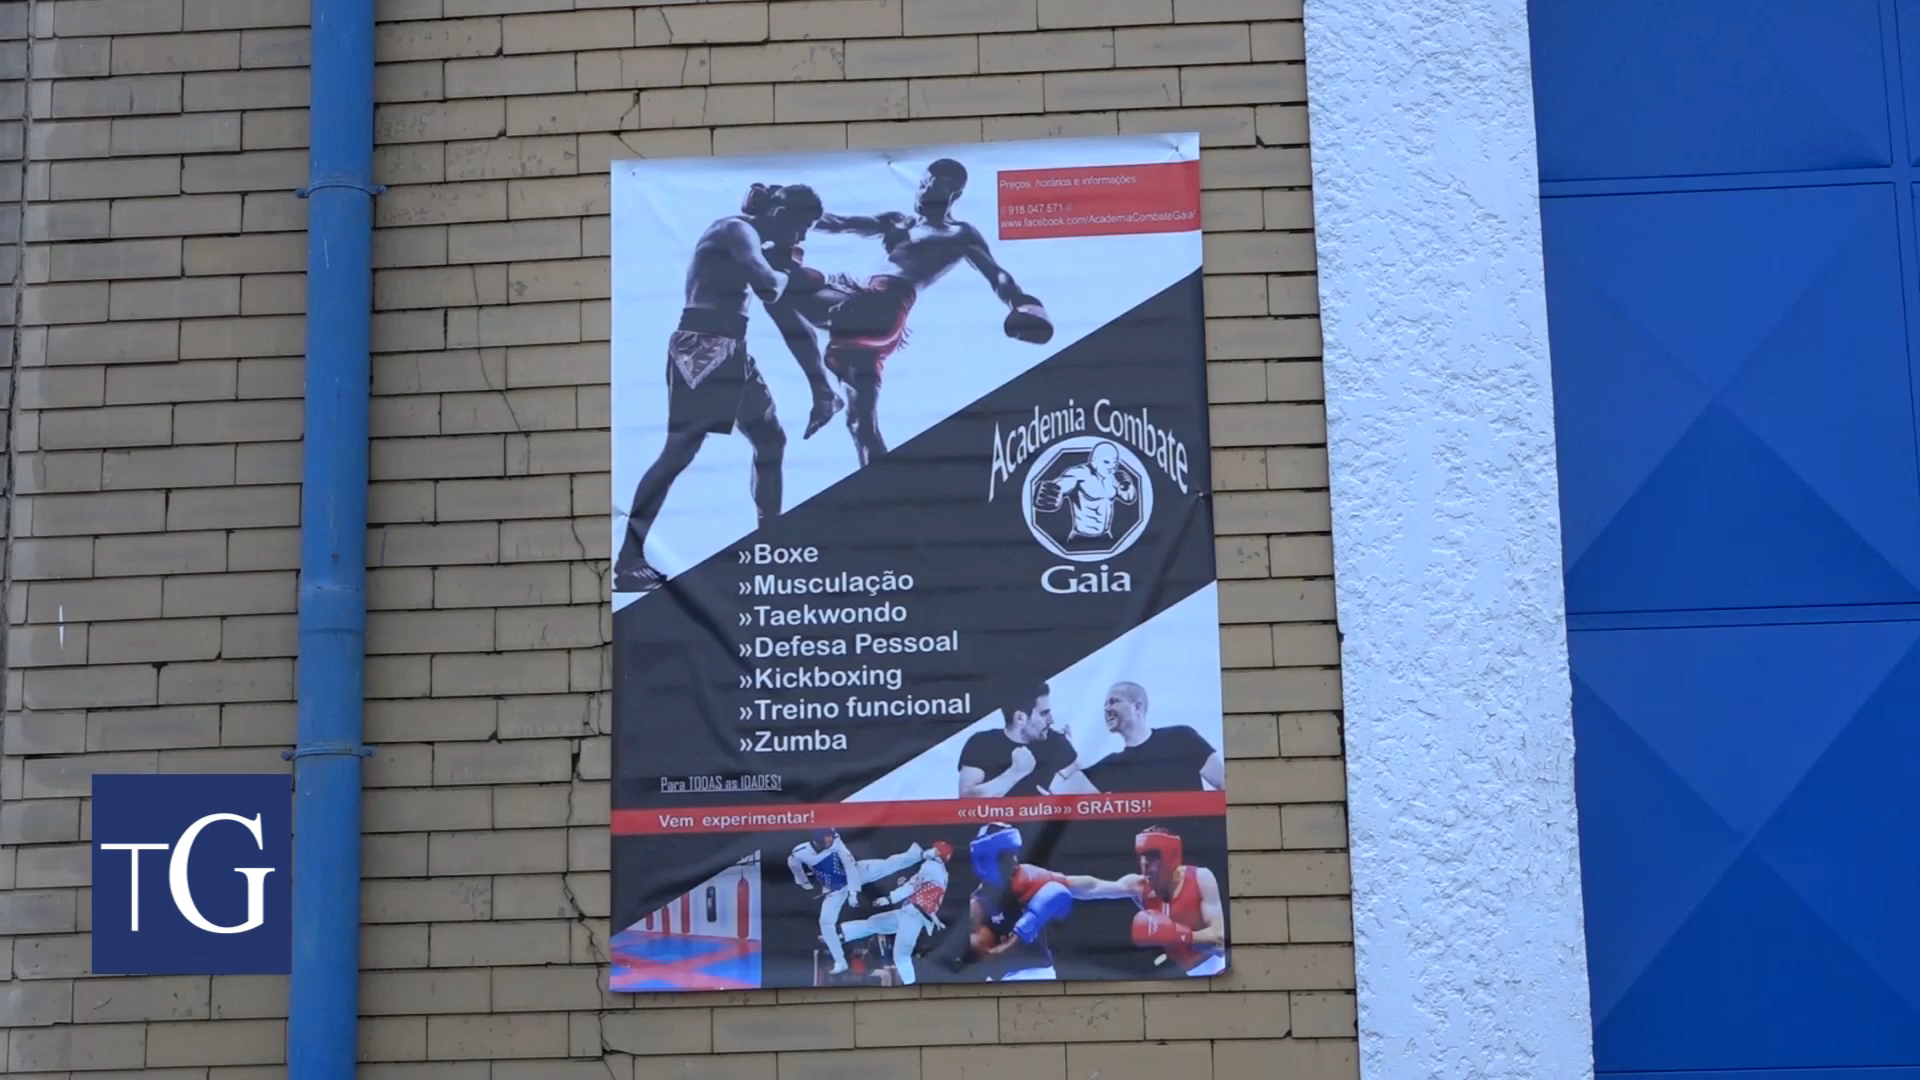 Preços, horários e informações
// 918 047 571 //
www.facebook.com/AcademiaCombateGaia/
Academia Combate
Gaia
»Boxe
»Musculação
»Taekwondo
»Defesa Pessoal
»Kickboxing
»Treino funcional
»Zumba
Para TODAS as IDADES!
Vem experimentar! ««Uma aula»» GRÁTIS!!
TG